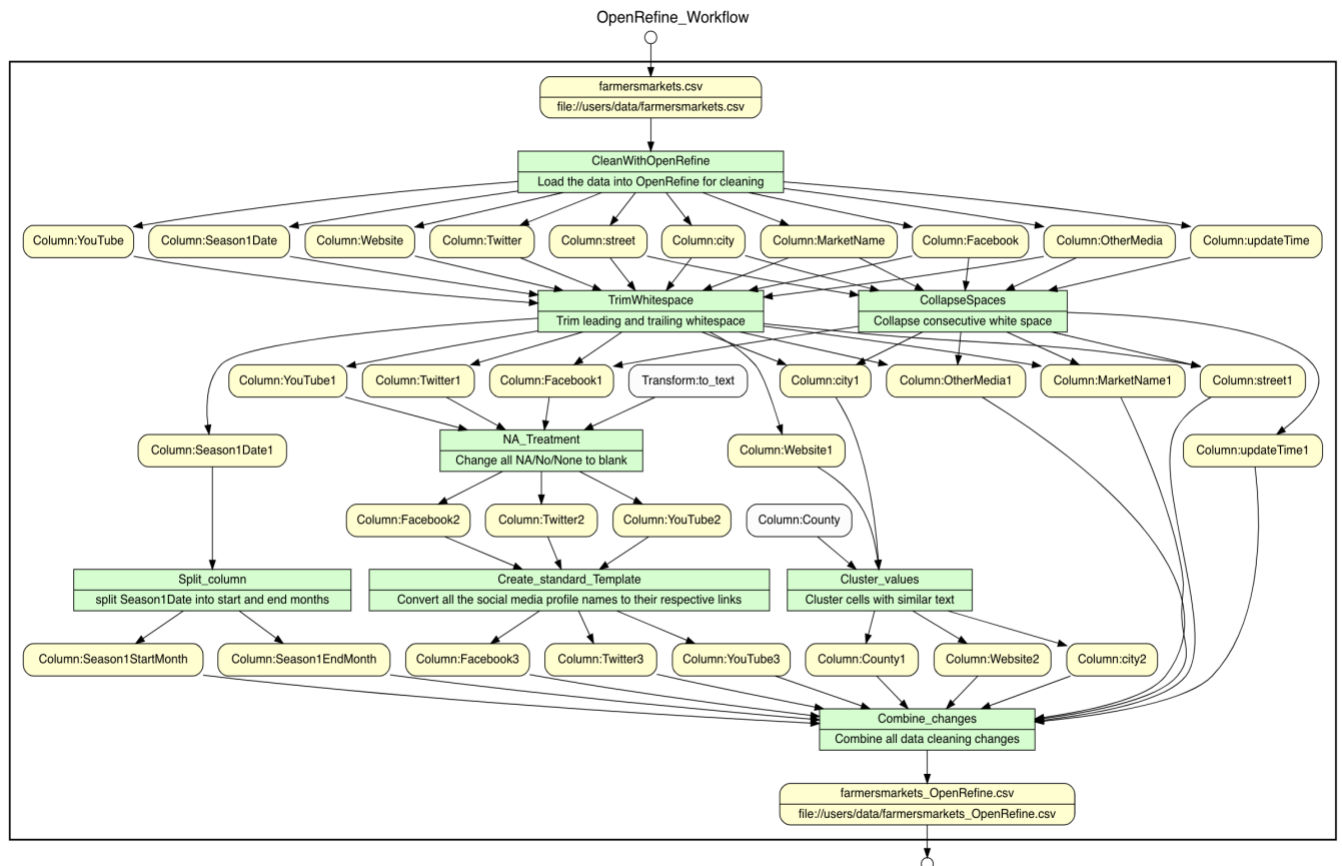 OpenRefine_Workflow
farmersmarkets.csv
file://users/data/farmersmarkets.csv
CleanWithOpenRefine
Load the data into OpenRefine for cleaning
Column:YouTube
Column:Season1Date
Column:Website
Column:Twitter
Column:street
Column:city
Column:MarketName
Column:Facebook
Column:OtherMedia
Column:updateTime
TrimWhitespace
Trim leading and trailing whitespace
CollapseSpaces
Collapse consecutive white space
Column:YouTube1
Column:Twitter1
Column:Facebook1
Transform:to_text
Column:city1
Column:OtherMedia1
Column:MarketName1
Column:street1
Column:Season1Date1
NA_Treatment
Change all NA/No/None to blank
Column:Website1
Column:updateTime1
Column:Facebook2
Column:Twitter2
Column:YouTube2
Column:County
Split_column
split Season1Date into start and end months
Create_standard_Template
Convert all the social media profile names to their respective links
Cluster_values
Cluster cells with similar text
Column:Season1StartMonth
Column:Season1EndMonth
Column:Facebook3
Column:Twitter3
Column:YouTube3
Column:County1
Column:Website2
Column:city2
Combine_changes
Combine all data cleaning changes
farmersmarkets_OpenRefine.csv
file://users/data/farmersmarkets_OpenRefine.csv